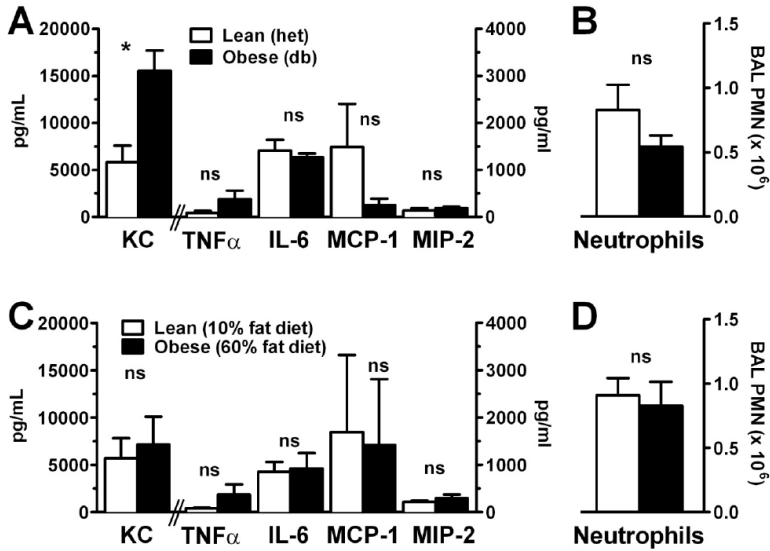 A
Lean (het)
Obese (db)
20000
15000
10000
5000
0
pg/mL
4000
3000
2000
1000
0
pg/ml
*
ns
ns
ns
ns
KC
TNFα
IL-6
MCP-1
MIP-2
B
ns
1.5
1.0
0.5
0.0
BAL PMN (x 10⁶)
Neutrophils
C
Lean (10% fat diet)
Obese (60% fat diet)
20000
15000
10000
5000
0
pg/mL
4000
3000
2000
1000
0
pg/ml
ns
ns
ns
ns
ns
KC
TNFα
IL-6
MCP-1
MIP-2
D
ns
1.5
1.0
0.5
0.0
BAL PMN (x 10⁶)
Neutrophils